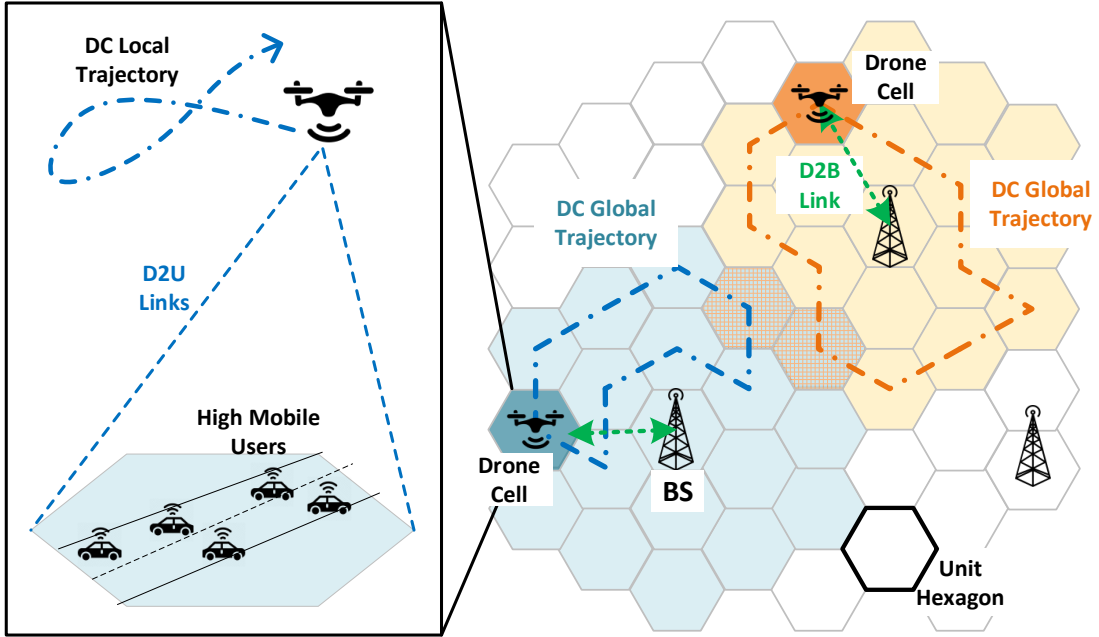 DC Local
Trajectory
D2U
Links
High Mobile
Users
Drone
Cell
D2B
Link
DC Global
Trajectory
DC Global
Trajectory
Drone
Cell
BS
Unit
Hexagon